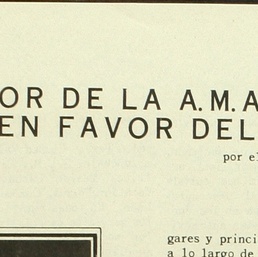 OR DE LA A.M.A
EN FAVOR DEL
por el
gares y princi
a lo largo de